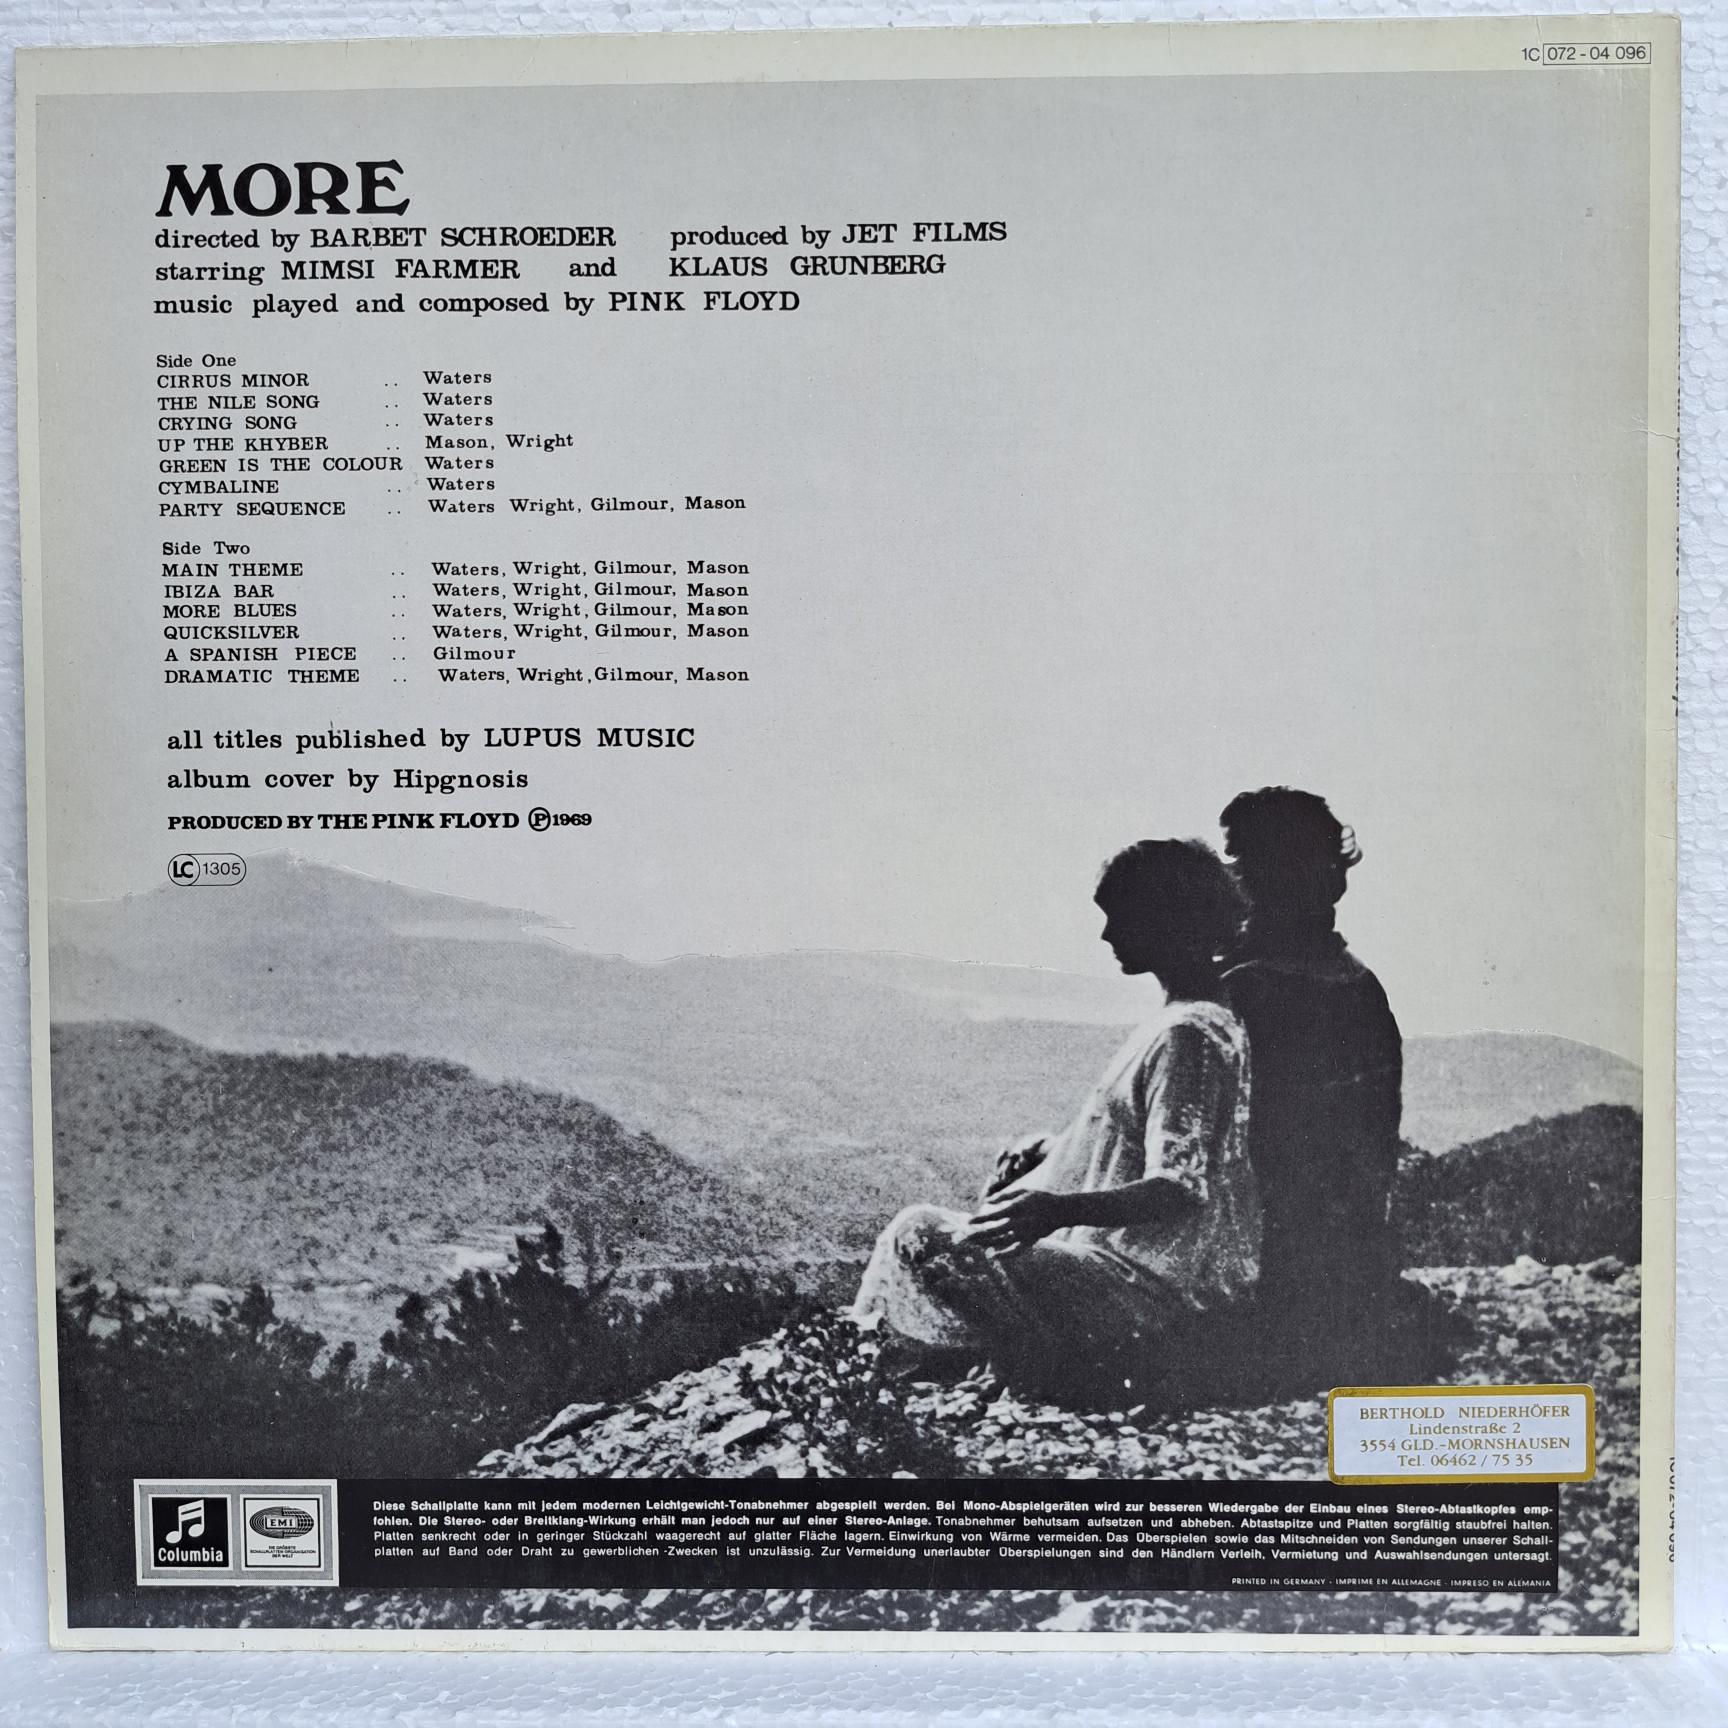 1C 072-04 096
MORE
directed by BARBET SCHROEDER produced by JET FILMS
starring MIMSI FARMER and KLAUS GRUNBERG
music played and composed by PINK FLOYD
Side One
CIRRUS MINOR .. Waters
THE NILE SONG .. Waters
CRYING SONG .. Waters
UP THE KHYBER .. Mason, Wright
GREEN IS THE COLOUR Waters
CYMBALINE .. Waters
PARTY SEQUENCE .. Waters Wright, Gilmour, Mason
Side Two
MAIN THEME .. Waters, Wright, Gilmour, Mason
IBIZA BAR .. Waters, Wright, Gilmour, Mason
MORE BLUES .. Waters, Wright, Gilmour, Mason
QUICKSILVER .. Waters, Wright, Gilmour, Mason
A SPANISH PIECE .. Gilmour
DRAMATIC THEME .. Waters, Wright, Gilmour, Mason
all titles published by LUPUS MUSIC
album cover by Hipgnosis
PRODUCED BY THE PINK FLOYD Ⓟ1969
LC 1305
BERTHOLD NIEDERHÖFER
Lindenstraße 2
3554 GLD.-MORNSHAUSEN
Tel. 06462 / 75 35
Columbia
EMI
DIE GRÖSSTE
SCHALLPLATTEN-ORGANISATION
DER WELT
Diese Schallplatte kann mit jedem modernen Leichtgewicht-Tonabnehmer abgespielt werden. Bei Mono-Abspielgeräten wird zur besseren Wiedergabe der Einbau eines Stereo-Abtastkopfes emp-
fohlen. Die Stereo- oder Breitklang-Wirkung erhält man jedoch nur auf einer Stereo-Anlage. Tonabnehmer behutsam aufsetzen und abheben. Abtastspitze und Platten sorgfältig staubfrei halten.
Platten senkrecht oder in geringer Stückzahl waagerecht auf glatter Fläche lagern. Einwirkung von Wärme vermeiden. Das Überspielen sowie das Mitschneiden von Sendungen unserer Schall-
platten auf Band oder Draht zu gewerblichen -Zwecken ist unzulässig. Zur Vermeidung unerlaubter Überspielungen sind den Händlern Verleih, Vermietung und Auswahlsendungen untersagt.
PRINTED IN GERMANY · IMPRIME EN ALLEMAGNE · IMPRESO EN ALEMANIA